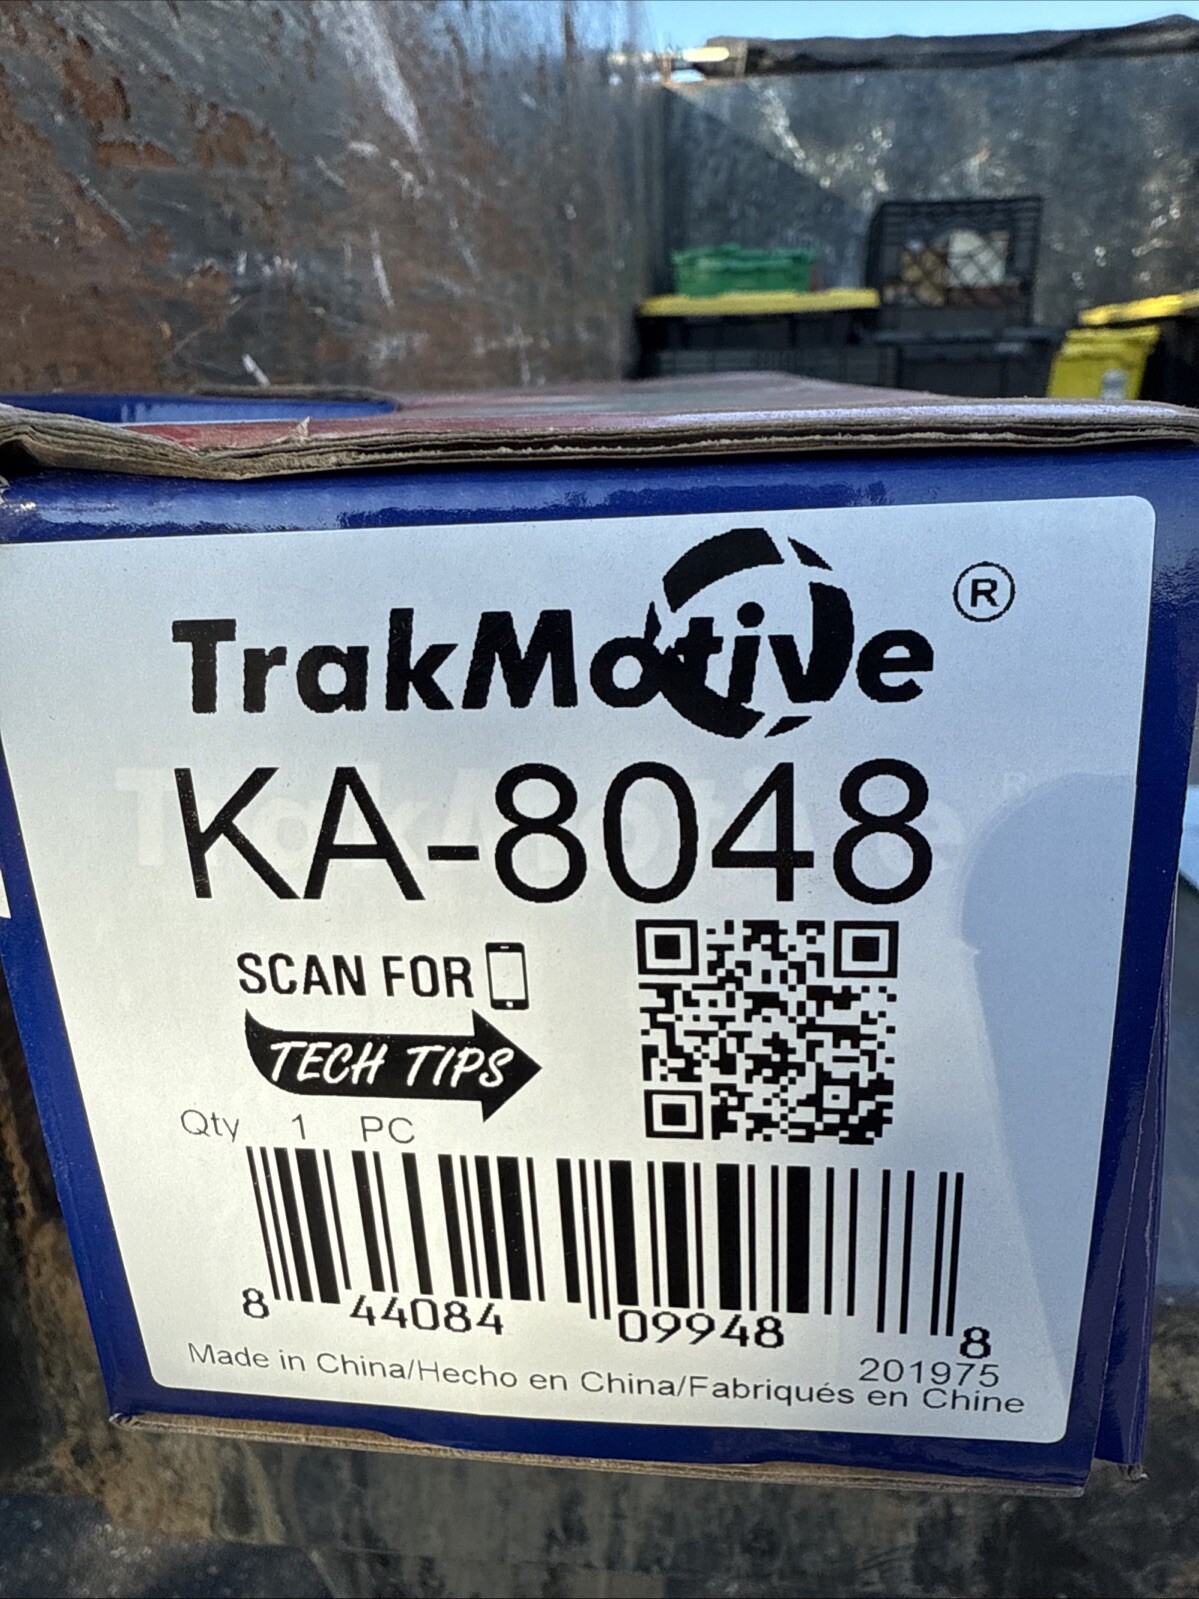 TrakMotive ®
KA-8048
SCAN FOR
TECH TIPS
Qty 1 PC
8 44084 09948 8
201975
Made in China/Hecho en China/Fabriqués en Chine